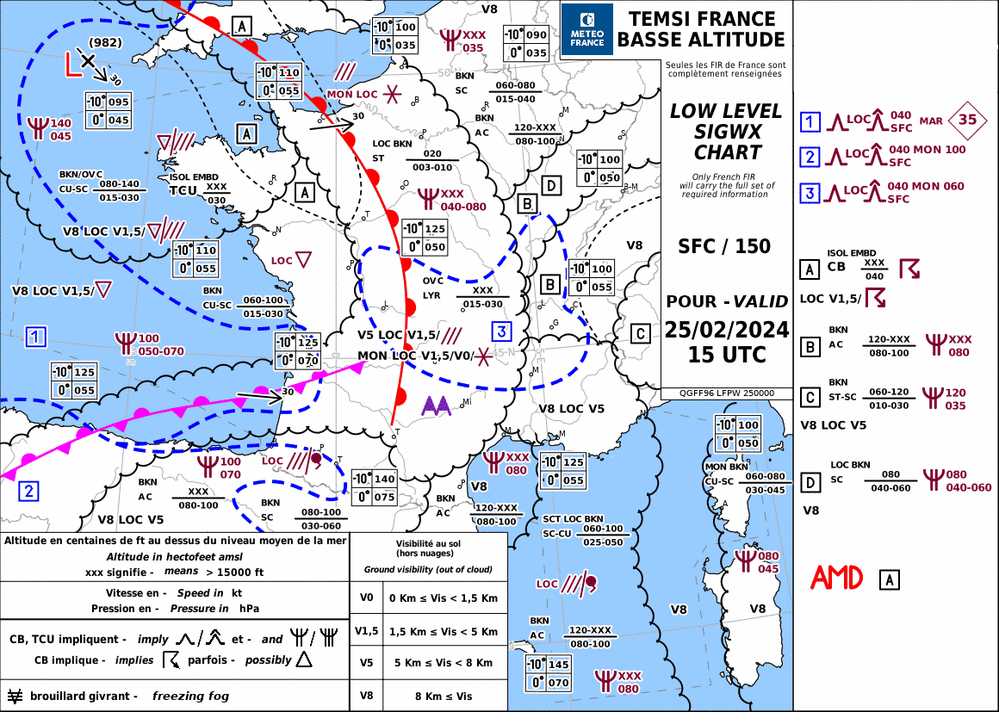 METEO
FRANCE
TEMSI FRANCE
BASSE ALTITUDE
Seules les FIR de France sont
complètement renseignées
LOW LEVEL
SIGWX
CHART
Only French FIR
will carry the full set of
required information
SFC / 150
POUR - VALID
25/02/2024
15 UTC
QGFF96 LFPW 250000
V8
A
-10° 100
0° 035
XXX
035
-10° 090
0° 035
(982)
L
30
-10° 095
0° 045
-10° 110
0° 055
MON LOC
50°N
BKN
SC
060-080
015-040
B
R
M
BKN
AC
120-XXX
080-100
N
S
140
045
A
C
30
P
LOC BKN
ST
020
003-010
-10° 100
0° 050
B-M
BKN/OVC
CU-SC
080-140
015-030
ISOL EMBD
TCU
XXX
030
R
A
O
XXX
040-080
D
B
T
V8 LOC V1,5/
-10° 110
0° 055
N
LOC
P
-10° 125
0° 050
V8
V8 LOC V1,5/
BKN
CU-SC
060-100
015-030
OVC
LYR
XXX
015-030
B
-10° 100
0° 055
L
L
C
G
1
100
050-070
-10° 125
0° 070
V5 LOC V1,5/
MON LOC V1,5/V0/
3
45°N
C
-10° 125
0° 055
30
M
Mi
V8 LOC V5
T
M
M
N
2
100
070
LOC
P
T
B
-10° 140
0° 075
XXX
080
-10° 125
0° 055
P
V8
BKN
AC
XXX
080-100
V8 LOC V5
BKN
SC
080-100
030-060
BKN
AC
120-XXX
080-100
SCT LOC BKN
SC-CU
060-100
025-050
-10° 100
0° 050
MON BKN
CU-SC
060-080
030-045
A
080
045
LOC
V8
V8
BKN
AC
120-XXX
080-100
-10° 145
0° 070
XXX
080
1
LOC
040
SFC
MAR
35
2
LOC
040 MON 100
SFC
3
LOC
040 MON 060
SFC
A
ISOL EMBD
CB
XXX
040
LOC V1,5/
B
BKN
AC
120-XXX
080-100
XXX
080
C
BKN
ST-SC
060-120
010-030
120
035
V8 LOC V5
D
LOC BKN
SC
080
040-060
080
040-060
V8
AMD
A
Altitude en centaines de ft au dessus du niveau moyen de la mer
Altitude in hectofeet amsl
xxx signifie - means > 15000 ft
Vitesse en - Speed in kt
Pression en - Pressure in hPa
CB, TCU impliquent - imply / et - and /
CB implique - implies parfois - possibly
brouillard givrant - freezing fog
Visibilité au sol
(hors nuages)
Ground visibility (out of cloud)
V0 0 Km ≤ Vis < 1,5 Km
V1,5 1,5 Km ≤ Vis < 5 Km
V5 5 Km ≤ Vis < 8 Km
V8 8 Km ≤ Vis